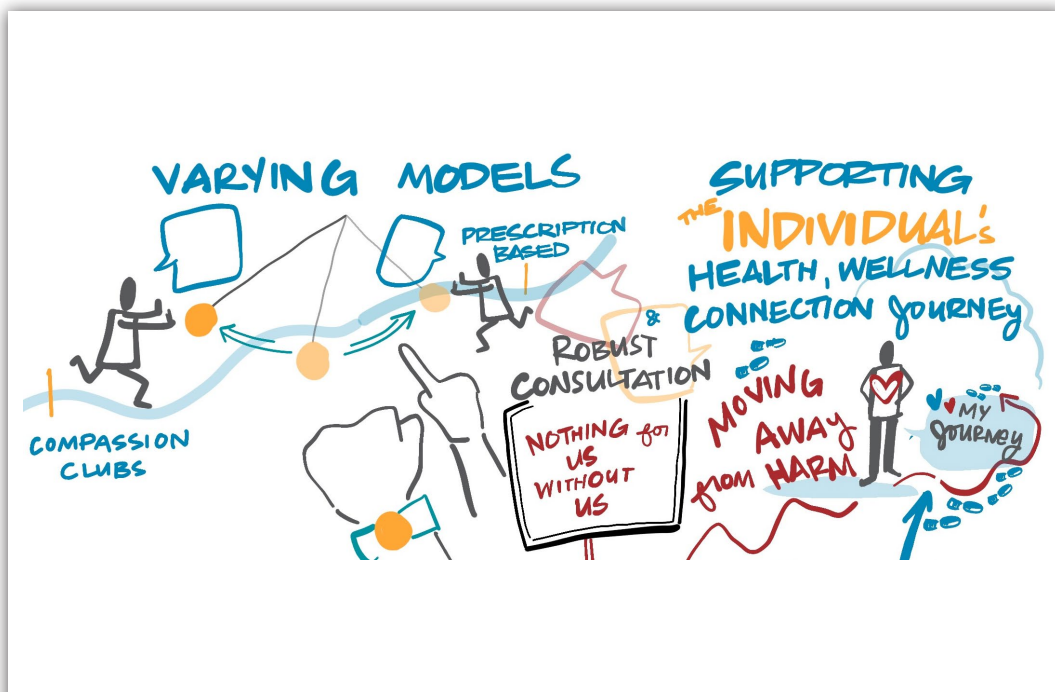 VARYING MODELS
PRESCRIPTION
BASED
COMPASSION
CLUBS
&
ROBUST
CONSULTATION
NOTHING for
US
WITHOUT
US
SUPPORTING
THE INDIVIDUAL's
HEALTH, WELLNESS
CONNECTION JOURNEY
MOVING
AWAY
from HARM
MY
JOURNEY